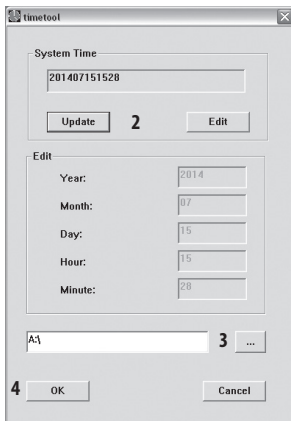 timetool
System Time
201407151528
Update 2 Edit
Edit
Year: 2014
Month: 07
Day: 15
Hour: 15
Minute: 28
A:\ 3 ...
4 OK Cancel